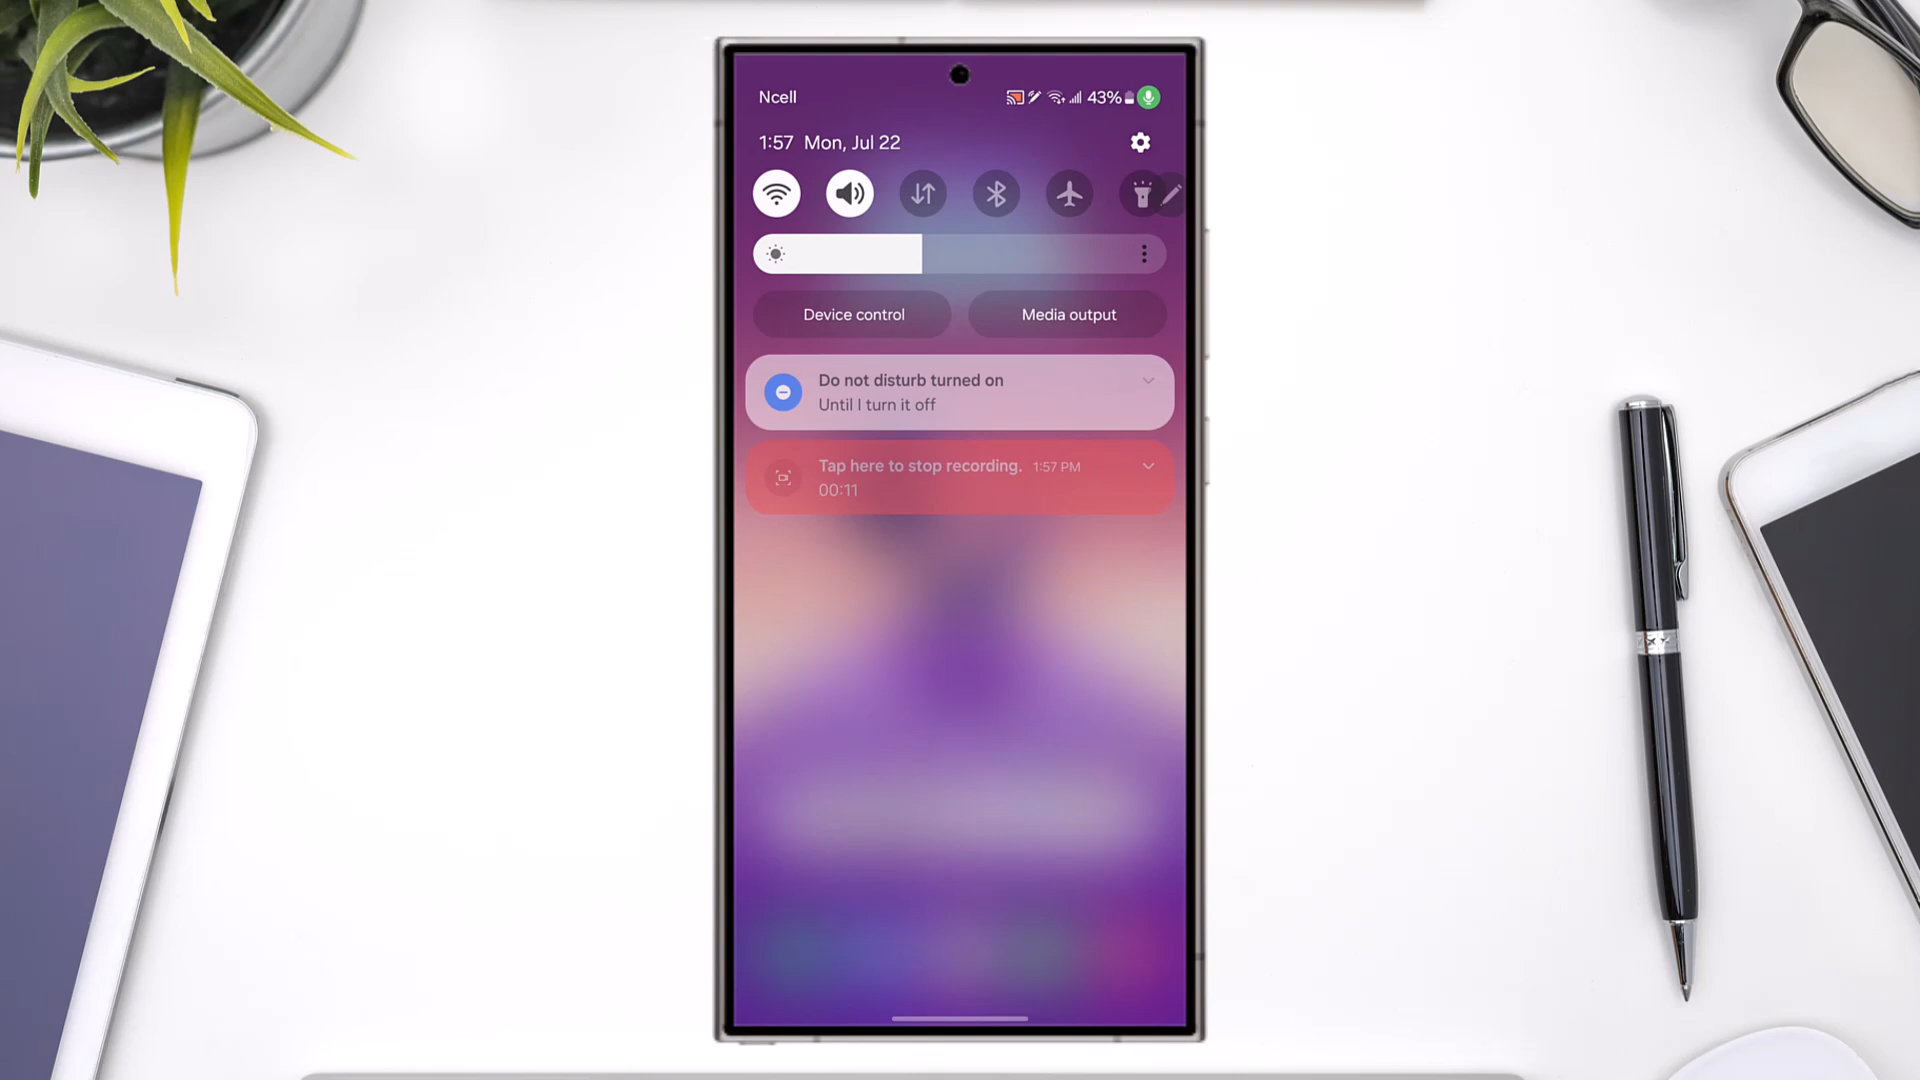 Ncell
43%
1:57 Mon, Jul 22
Device control
Media output
Do not disturb turned on
Until I turn it off
Tap here to stop recording. 1:57 PM
00:11